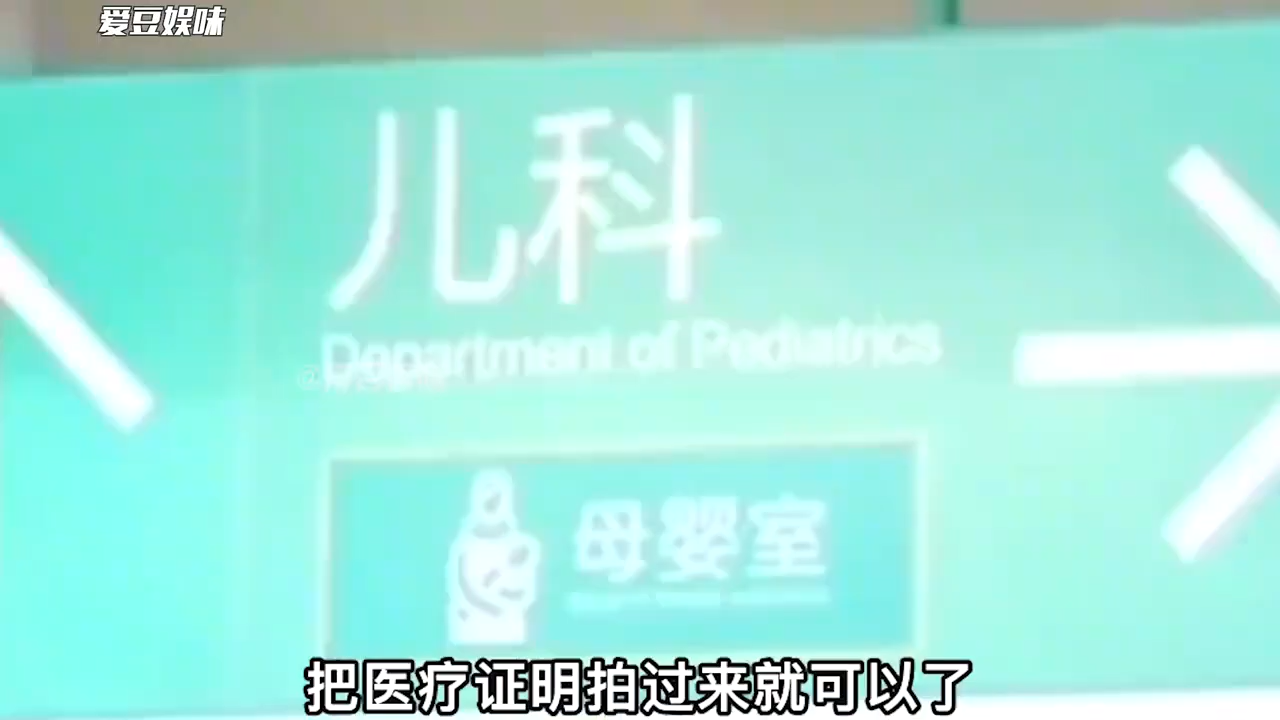 爱豆娱味
儿科
Department of Pediatrics
母婴室
把医疗证明拍过来就可以了